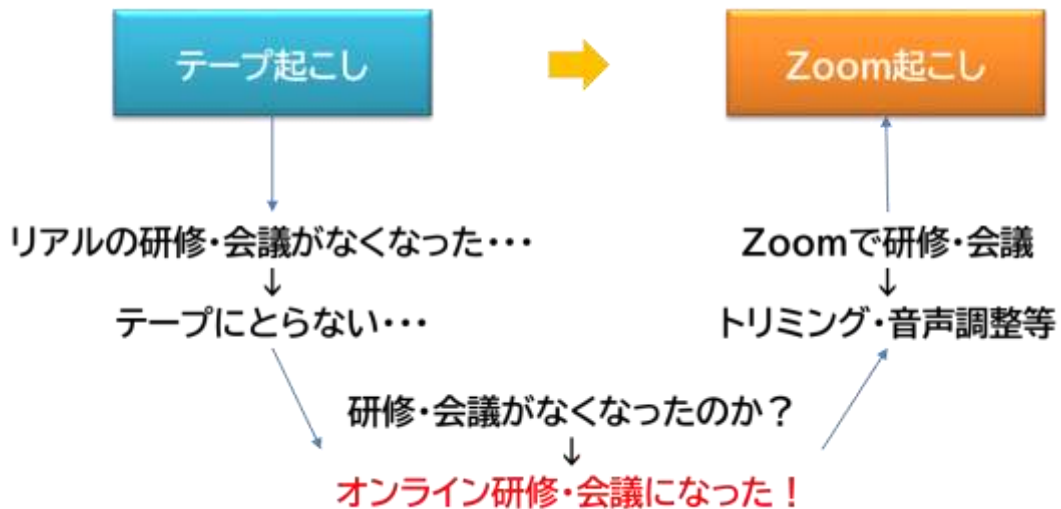 テープ起こし
Zoom起こし
リアルの研修・会議がなくなった・・・
↓
テープにとらない・・・
Zoomで研修・会議
↓
トリミング・音声調整等
研修・会議がなくなったのか？
↓
オンライン研修・会議になった！